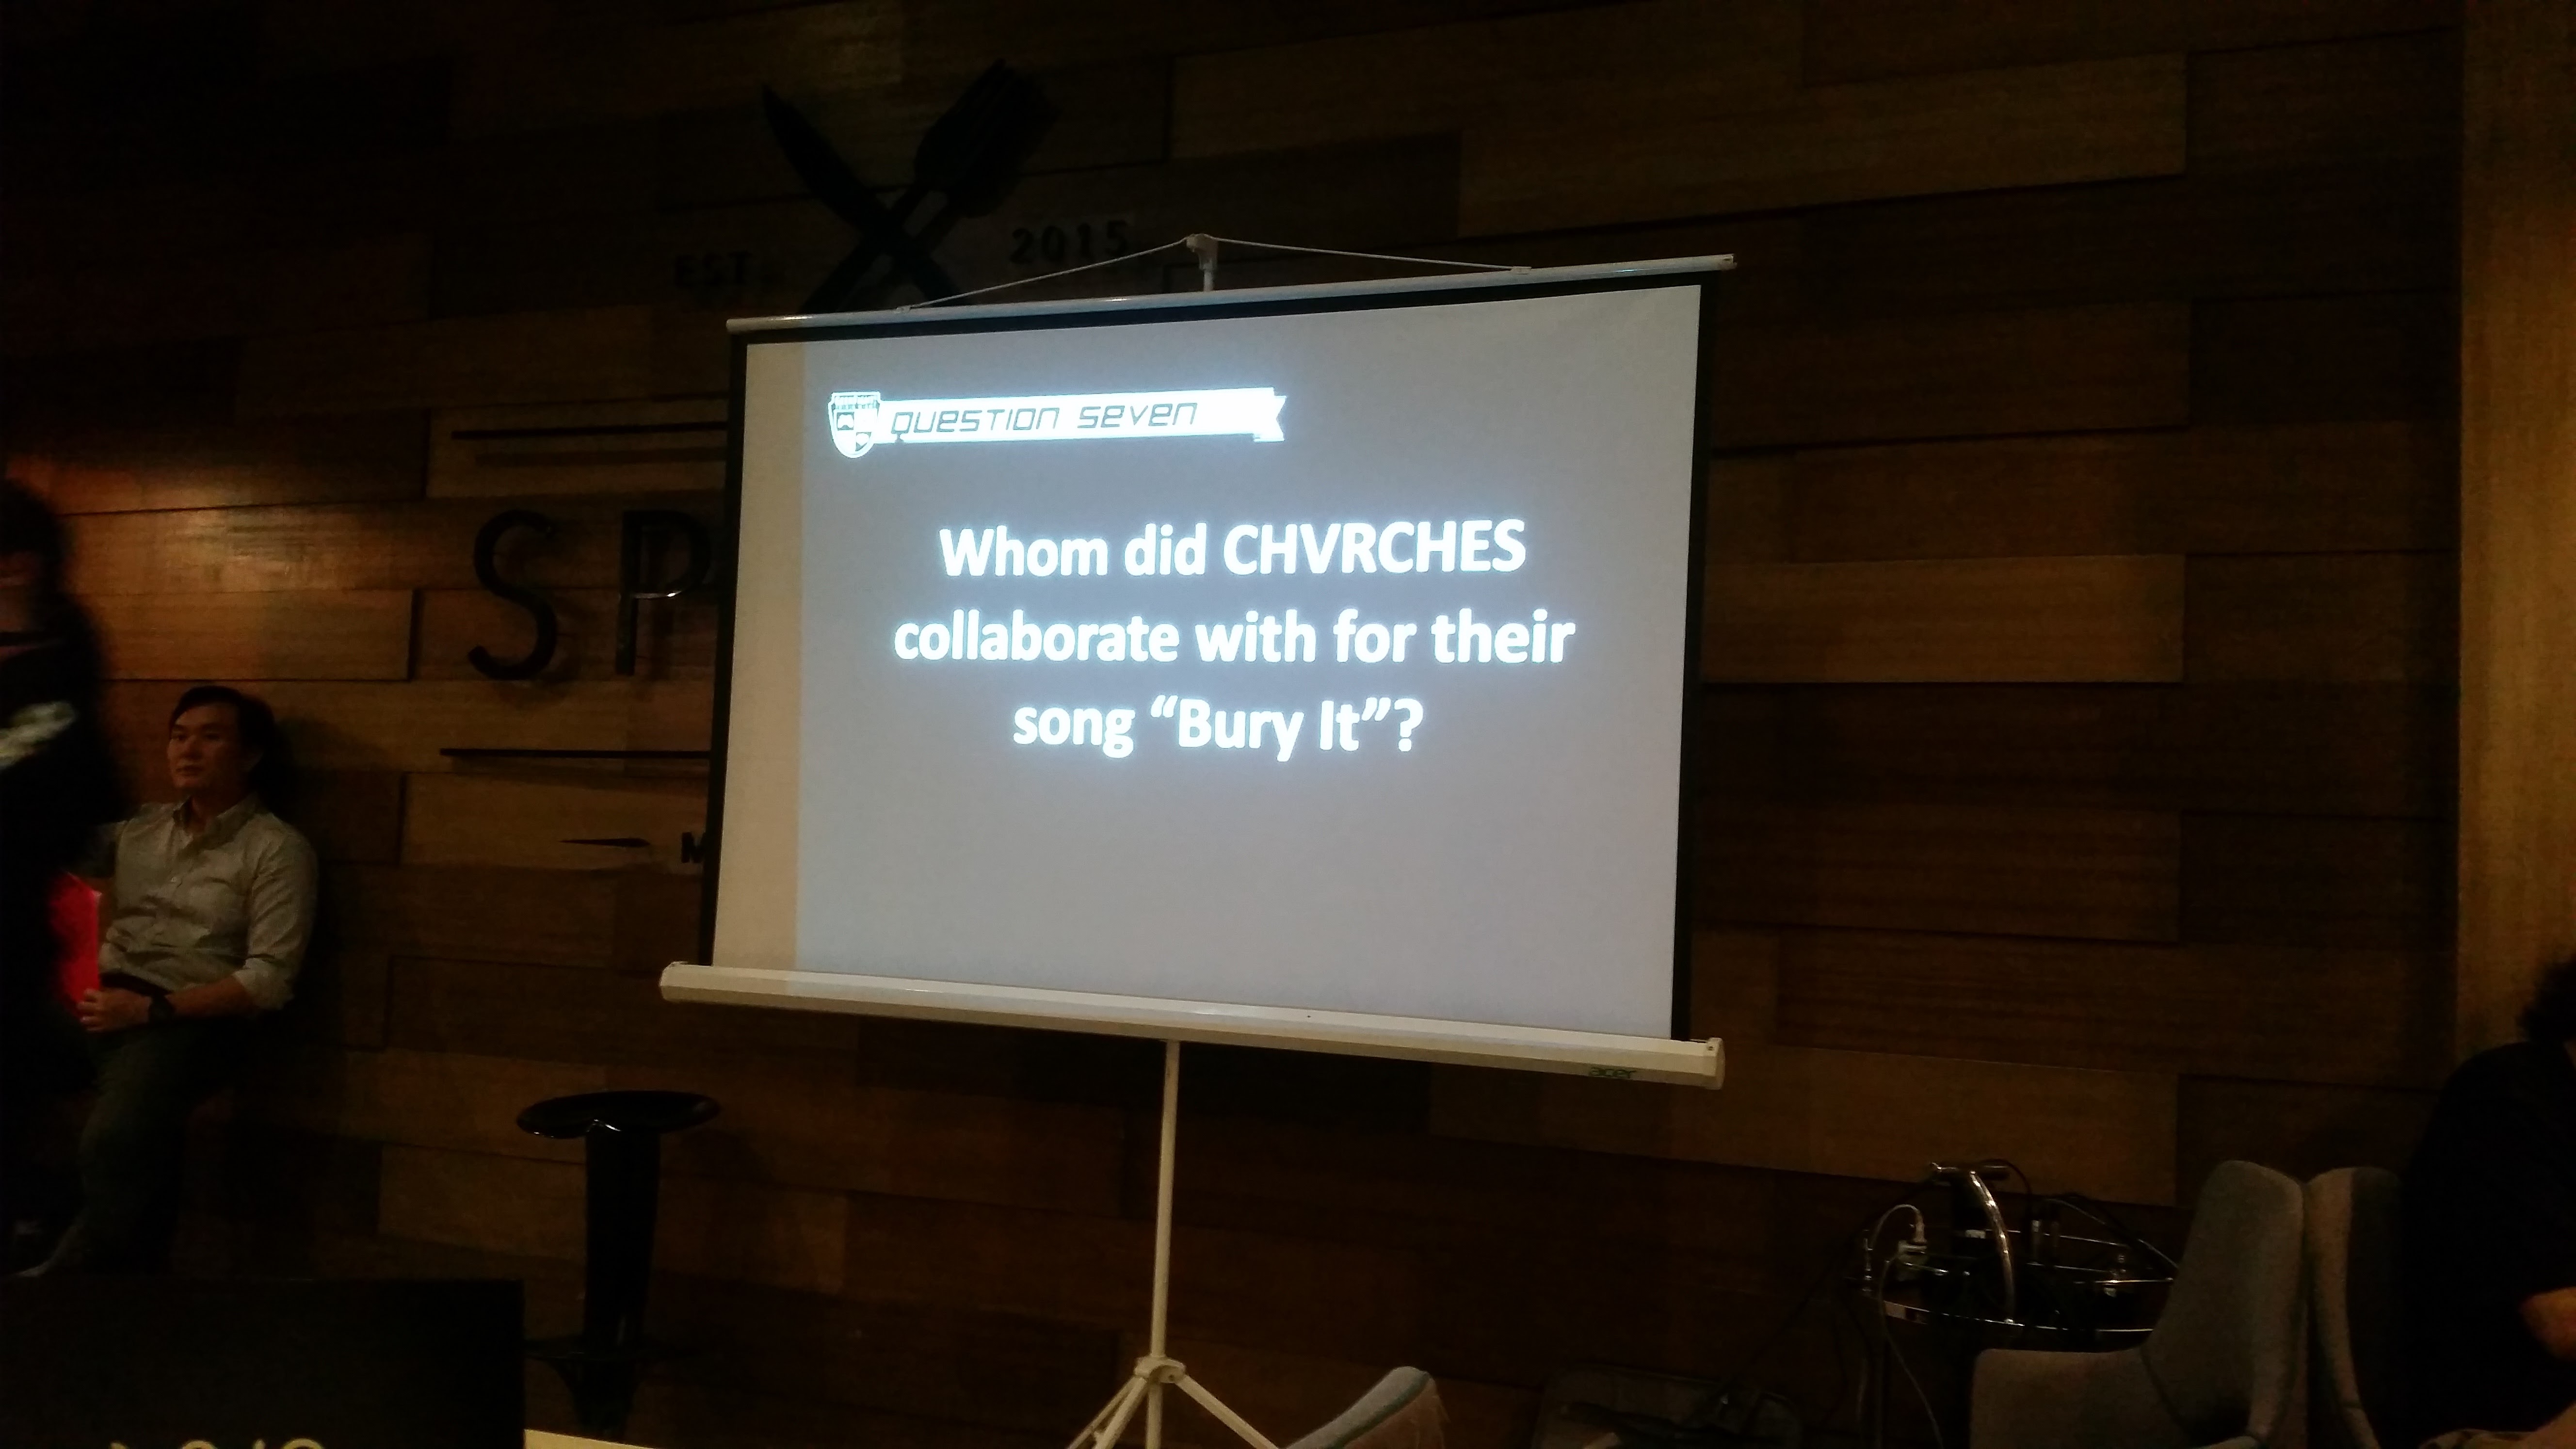 EST 2015
QUESTION SEVEN
Whom did CHVRCHES
collaborate with for their
song “Bury It”?
SP
M
acer